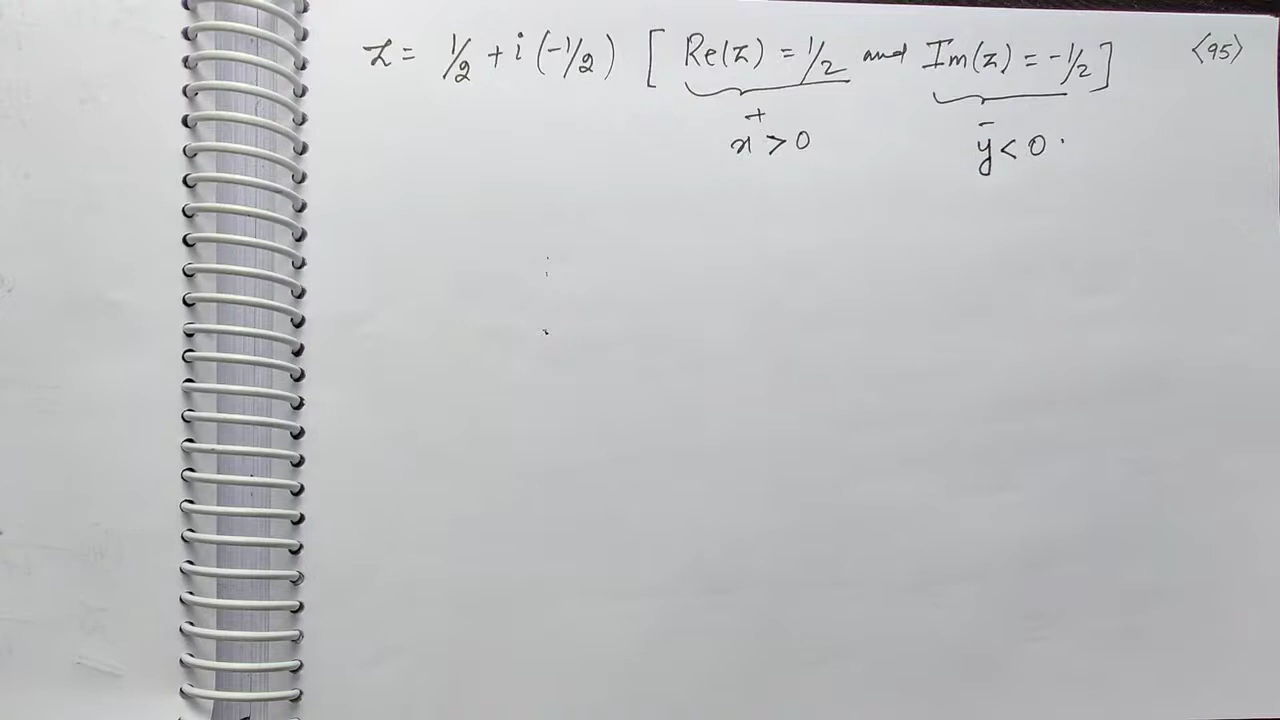 z = 1/2 + i (-1/2) [ Re(z) = 1/2 and Im(z) = -1/2 ] <95>
+ -
x > 0 y < 0.